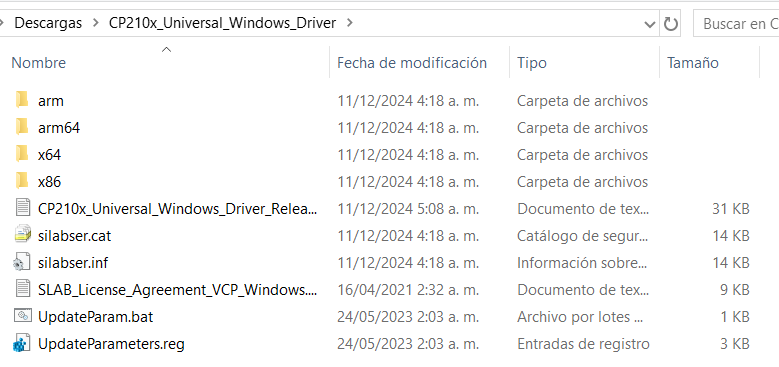 Descargas > CP210x_Universal_Windows_Driver > Buscar en C
Nombre Fecha de modificación Tipo Tamaño
arm 11/12/2024 4:18 a. m. Carpeta de archivos
arm64 11/12/2024 4:18 a. m. Carpeta de archivos
x64 11/12/2024 4:18 a. m. Carpeta de archivos
x86 11/12/2024 4:18 a. m. Carpeta de archivos
CP210x_Universal_Windows_Driver_Relea... 11/12/2024 5:08 a. m. Documento de tex... 31 KB
silabser.cat 11/12/2024 4:18 a. m. Catálogo de segur... 14 KB
silabser.inf 11/12/2024 4:18 a. m. Información sobre... 14 KB
SLAB_License_Agreement_VCP_Windows.... 16/04/2021 2:32 a. m. Documento de tex... 9 KB
UpdateParam.bat 24/05/2023 2:03 a. m. Archivo por lotes ... 1 KB
UpdateParameters.reg 24/05/2023 2:03 a. m. Entradas de registro 3 KB